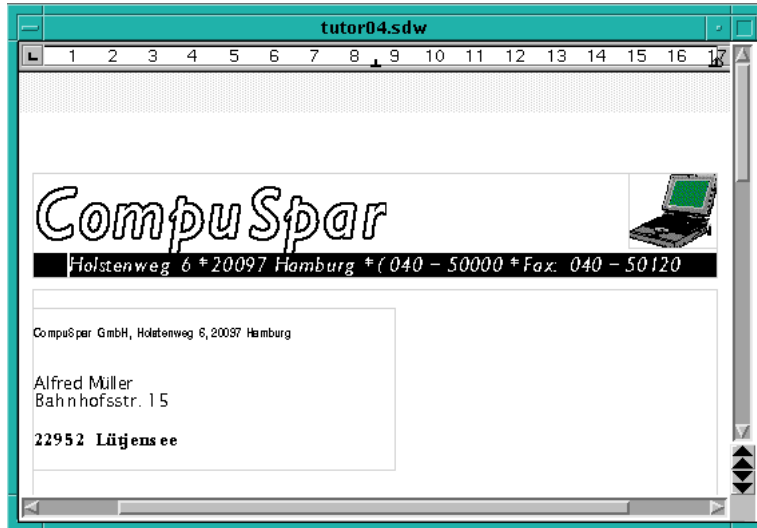 tutor04.sdw
1 2 3 4 5 6 7 8 9 10 11 12 13 14 15 16 17
CompuSpar
Holstenweg 6 * 20097 Hamburg * ( 040 – 50000 * Fax: 040 – 50120
CompuSpar GmbH, Holstenweg 6, 20097 Hamburg
Alfred Müller
Bahnhofsstr. 15
22952 Lütjensee